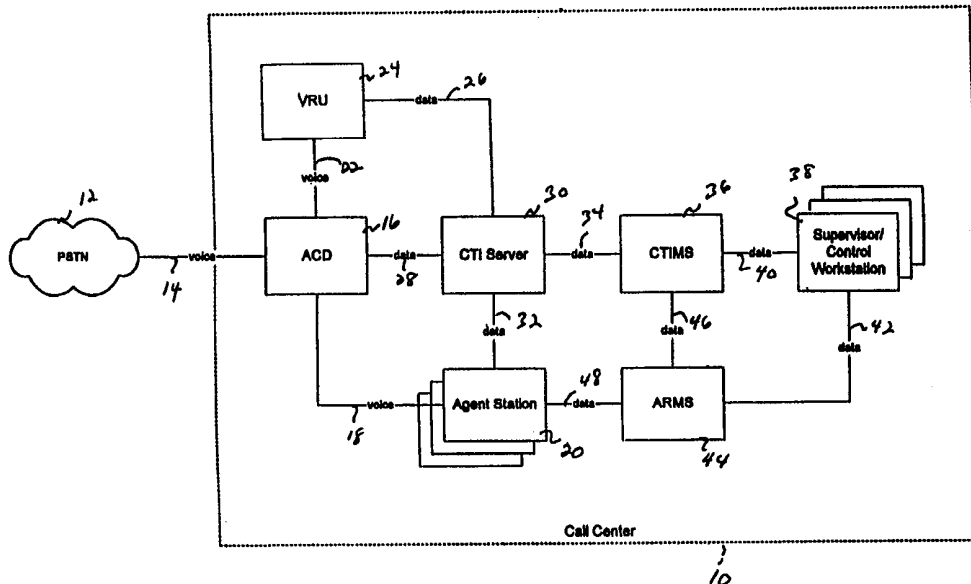 24
26
VRU
data
22
voice
12
16
30
36
38
34
PSTN
voice
14
ACD
data
28
CTI Server
data
CTIMS
data
40
Supervisor/
Control
Workstation
32
data
46
data
42
data
48
voice
18
Agent Station
data
ARMS
20
44
Call Center
10